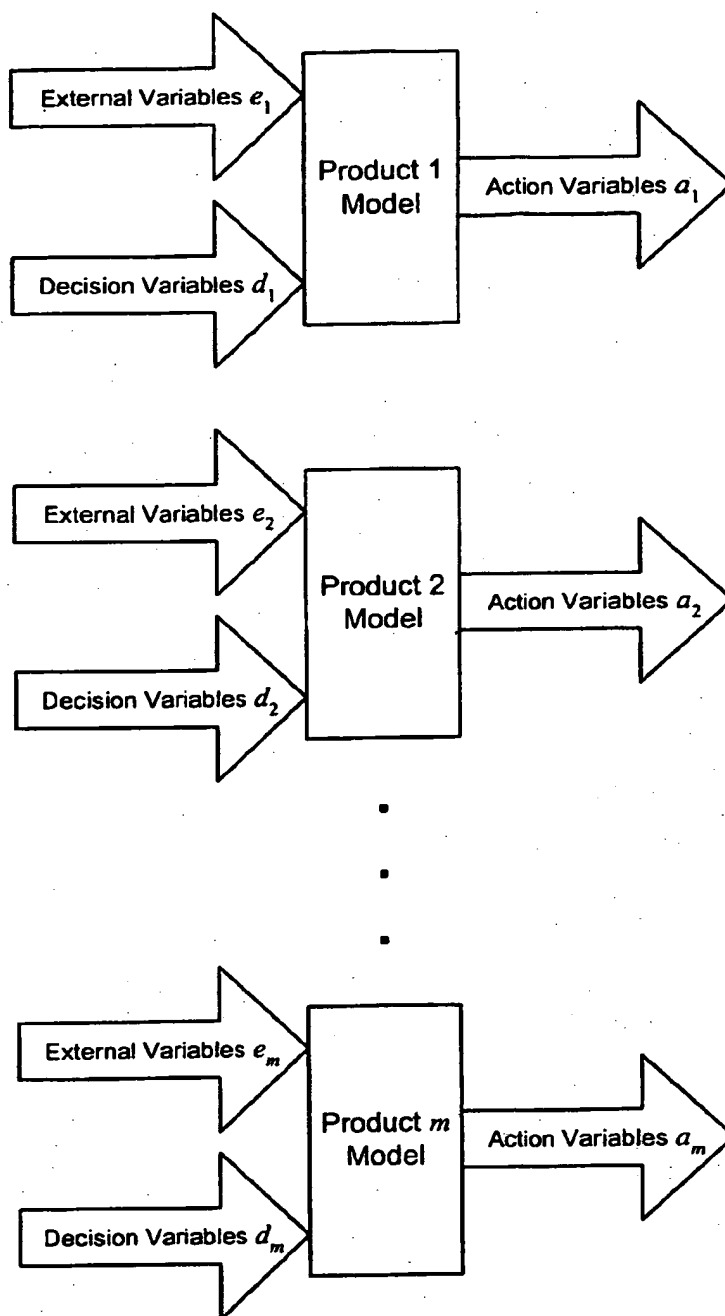 External Variables e₁
Product 1
Model
Action Variables a₁
Decision Variables d₁
External Variables e₂
Product 2
Model
Action Variables a₂
Decision Variables d₂
External Variables eₘ
Product m
Model
Action Variables aₘ
Decision Variables dₘ